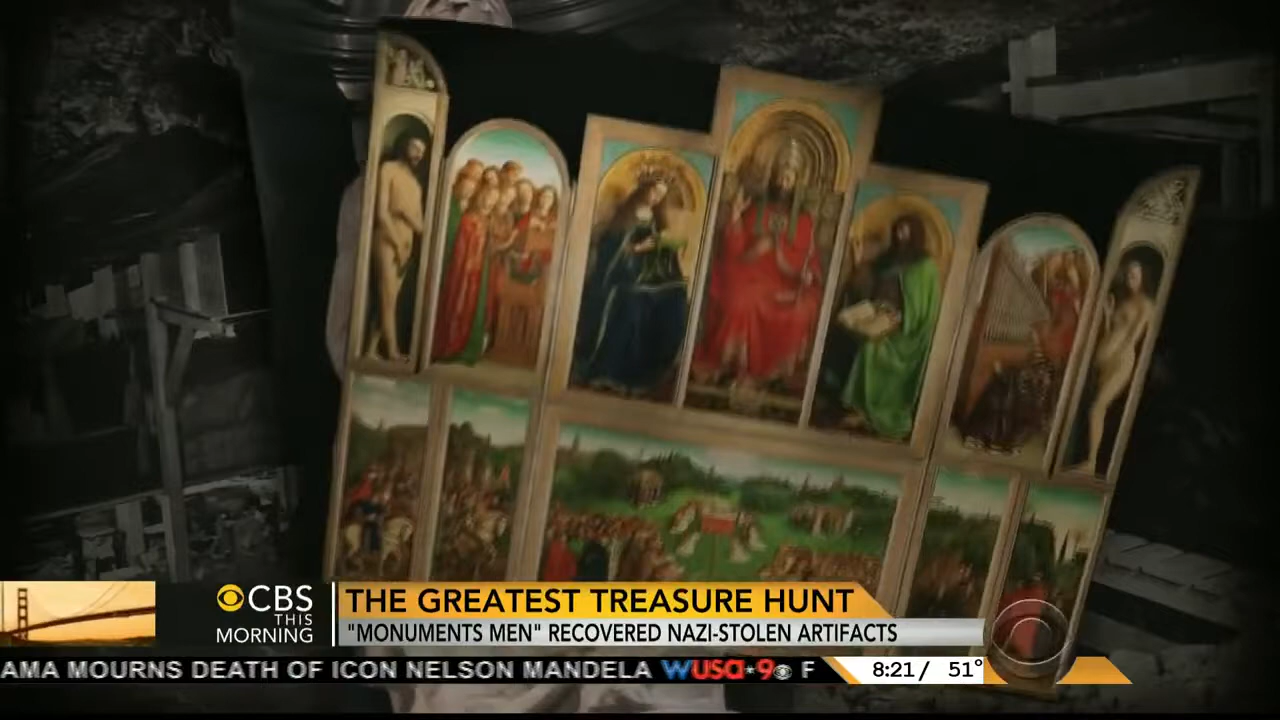 THE GREATEST TREASURE HUNT
CBS
THIS
MORNING
"MONUMENTS MEN" RECOVERED NAZI-STOLEN ARTIFACTS
AMA MOURNS DEATH OF ICON NELSON MANDELA WUSA*9 F
8:21/ 51°